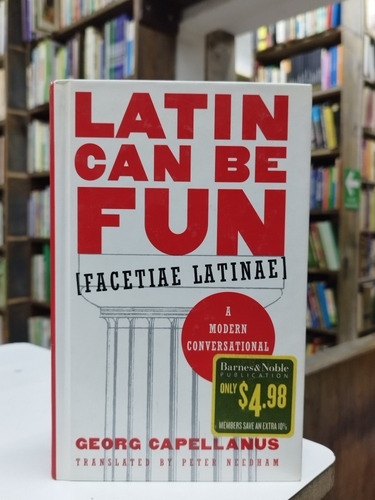 LATIN
CAN BE
FUN
[FACETIAE LATINAE]
A
MODERN
CONVERSATIONAL
Barnes & Noble
PUBLICATION
ONLY $4.98
MEMBERS SAVE AN EXTRA 10%
GEORG CAPELLANUS
TRANSLATED BY PETER NEEDHAM